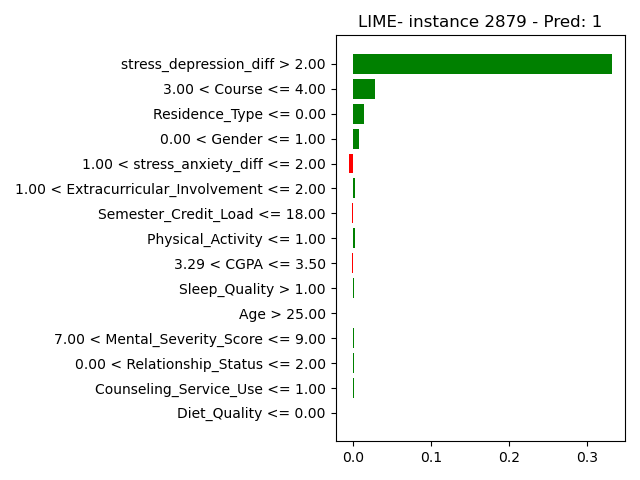 LIME- instance 2879 - Pred: 1
stress_depression_diff > 2.00
3.00 < Course <= 4.00
Residence_Type <= 0.00
0.00 < Gender <= 1.00
1.00 < stress_anxiety_diff <= 2.00
1.00 < Extracurricular_Involvement <= 2.00
Semester_Credit_Load <= 18.00
Physical_Activity <= 1.00
3.29 < CGPA <= 3.50
Sleep_Quality > 1.00
Age > 25.00
7.00 < Mental_Severity_Score <= 9.00
0.00 < Relationship_Status <= 2.00
Counseling_Service_Use <= 1.00
Diet_Quality <= 0.00
0.0 0.1 0.2 0.3